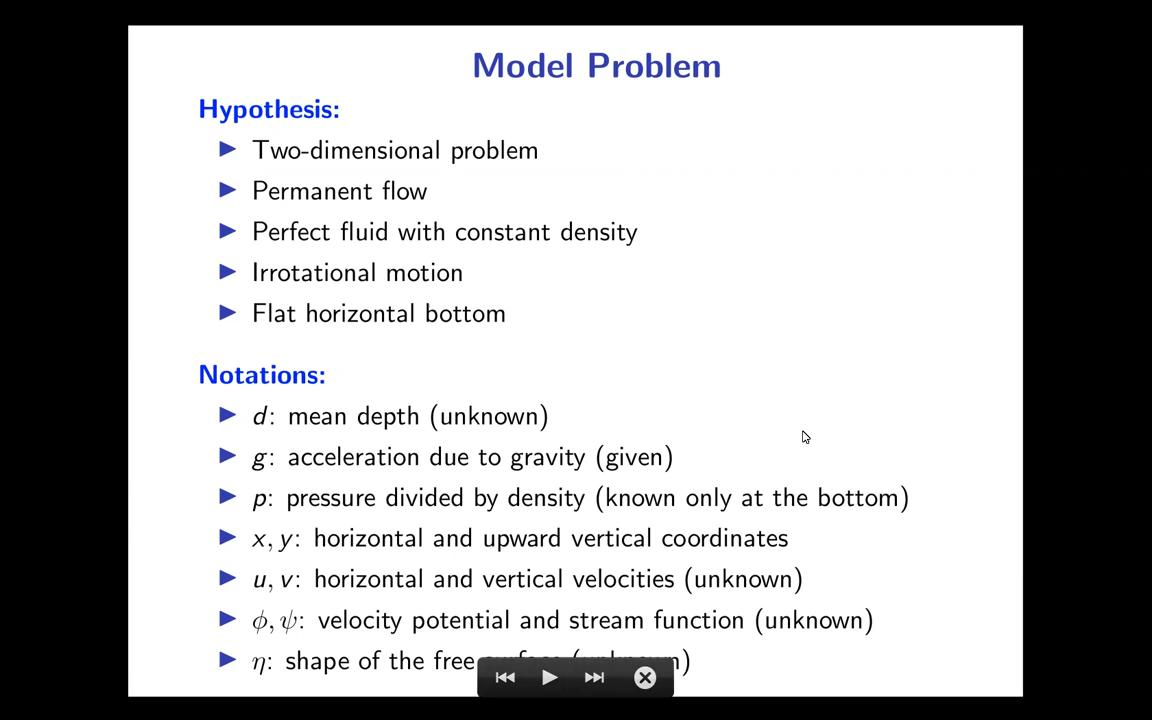 Model Problem
Hypothesis:
Two-dimensional problem
Permanent flow
Perfect fluid with constant density
Irrotational motion
Flat horizontal bottom
Notations:
d: mean depth (unknown)
g: acceleration due to gravity (given)
p: pressure divided by density (known only at the bottom)
x, y: horizontal and upward vertical coordinates
u, v: horizontal and vertical velocities (unknown)
ϕ, ψ: velocity potential and stream function (unknown)
η: shape of the free